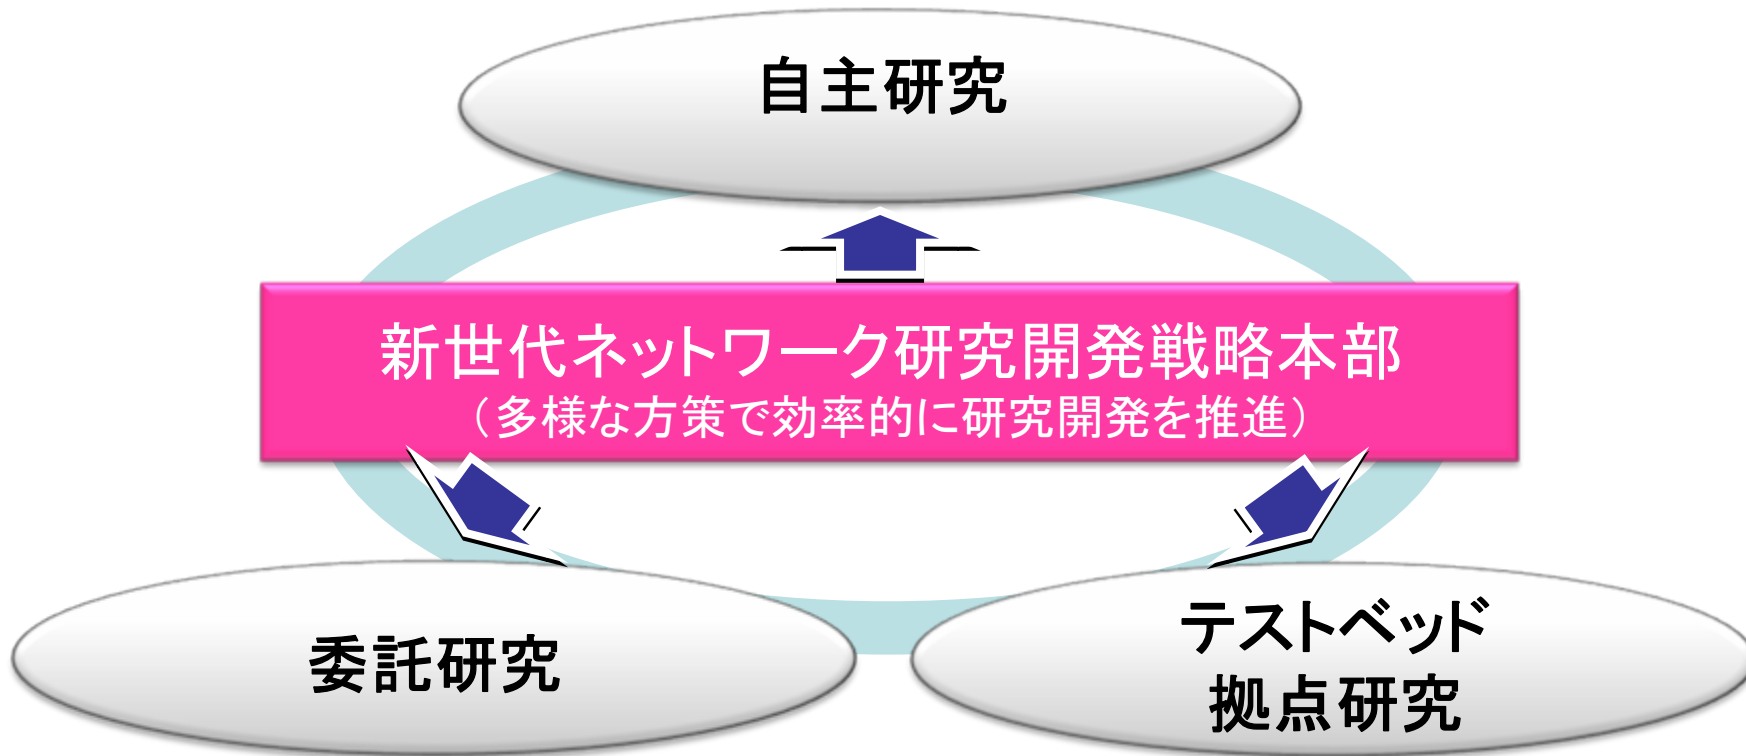 自主研究
新世代ネットワーク研究開発戦略本部
（多様な方策で効率的に研究開発を推進）
委託研究
テストベッド
拠点研究